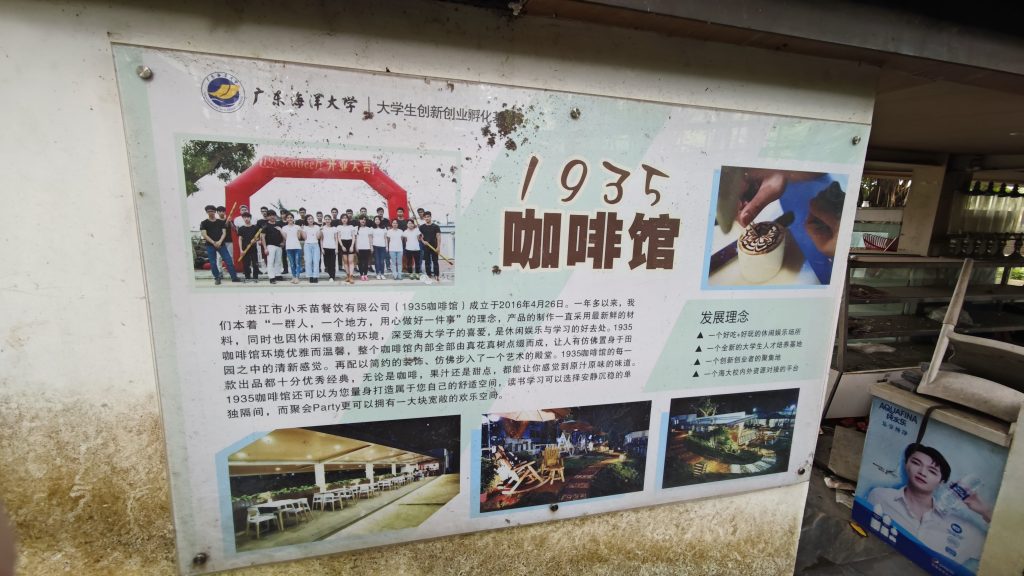 广东海洋大学
大学生创新创业孵化
开业大吉
1935
咖啡馆
湛江市小禾苗餐饮有限公司（1935咖啡馆）成立于2016年4月26日。一年多以来，我
们本着“一群人，一个地方，用心做好一件事”的理念，产品的制作一直采用最新鲜的材
料，同时也因休闲惬意的环境，深受海大学子的喜爱，是休闲娱乐与学习的好去处。1935
咖啡馆环境优雅而温馨，整个咖啡馆内部全部由真花真树点缀而成，让人有仿佛置身于田
园之中的清新感觉。再配以简约的装饰、仿佛步入了一个艺术的殿堂。1935咖啡馆的每一
款出品都十分优秀经典，无论是咖啡，果汁还是甜点，都能让你感觉到原汁原味的味道。
1935咖啡馆还可以为您量身打造属于您自己的舒适空间，读书学习可以选择安静沉稳的单
独隔间，而聚会Party更可以拥有一大块宽敞的欢乐空间。
发展理念
▲ 一个好吃+好玩的休闲娱乐场所
▲ 一个全新的大学生人才培养基地
▲ 一个创新创业者的聚集地
▲ 一个海大校内外资源对接的平台
AQUAFINA
纯水乐